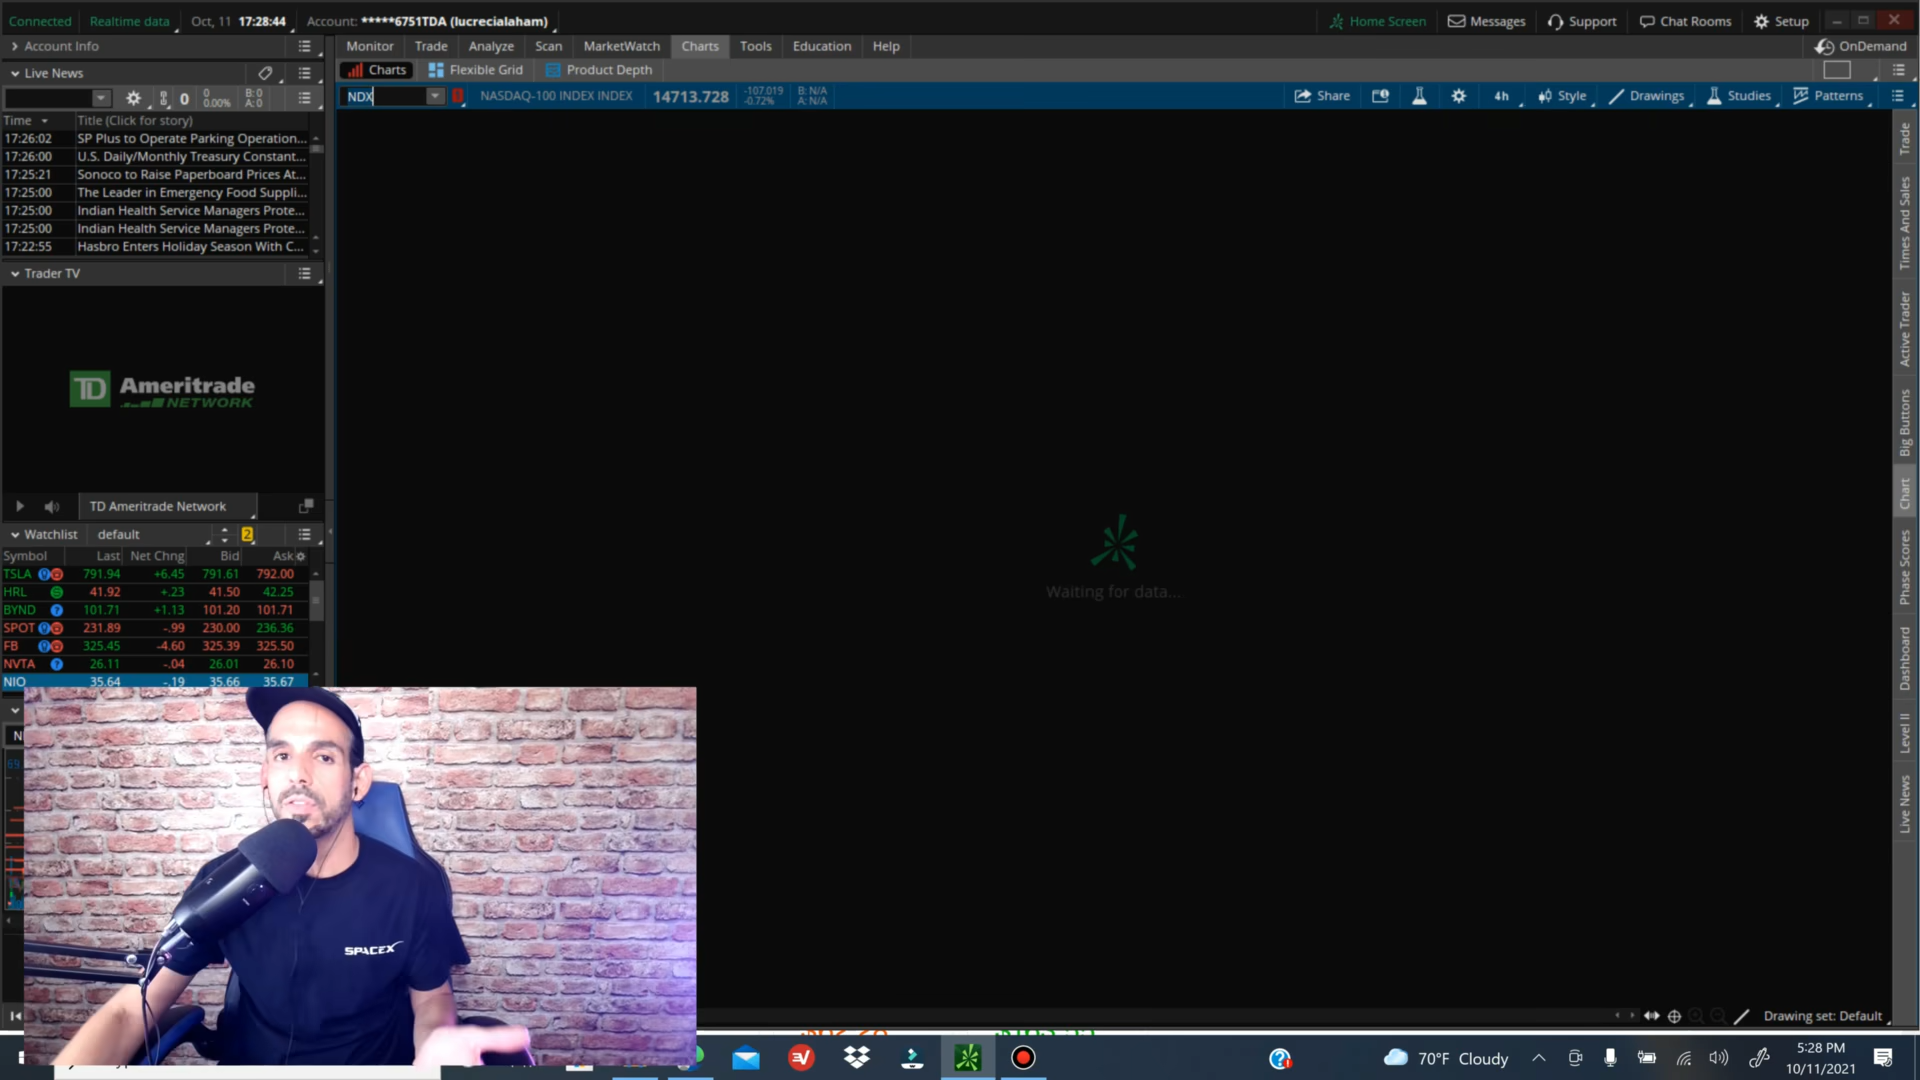 Connected Realtime data Oct, 11 17:28:44 Account: *****6751TDA (lucrecialaham) Home Screen Messages Support Chat Rooms Setup
Account Info Monitor Trade Analyze Scan MarketWatch Charts Tools Education Help OnDemand
Live News Charts Flexible Grid Product Depth
0 0 0.00% B: 0 A: 0
NDX NASDAQ-100 INDEX INDEX 14713.728 -107.019 -0.72% B: N/A A: N/A Share 4h Style Drawings Studies Patterns
Time Title (Click for story)
17:26:02 SP Plus to Operate Parking Operation...
17:26:00 U.S. Daily/Monthly Treasury Constant...
17:25:21 Sonoco to Raise Paperboard Prices At...
17:25:00 The Leader in Emergency Food Suppli...
17:25:00 Indian Health Service Managers Prote...
17:25:00 Indian Health Service Managers Prote...
17:22:55 Hasbro Enters Holiday Season With C...
Trader TV
TD Ameritrade
NETWORK
TD Ameritrade Network
Watchlist default 2
Symbol Last Net Chng Bid Ask
TSLA 791.94 +6.45 791.61 792.00
HRL 41.92 +.23 41.50 42.25
BYND 101.71 +1.13 101.20 101.71
SPOT 231.89 -.99 230.00 236.36
FB 325.45 -4.60 325.39 325.50
NVTA 26.11 -.04 26.01 26.10
NIO 35.64 -.19 35.66 35.67
Waiting for data...
SPACEX
Trade
Times And Sales
Active Trader
Big Buttons
Chart
Phase Scores
Dashboard
Level II
Live News
Drawing set: Default
70°F Cloudy
5:28 PM
10/11/2021